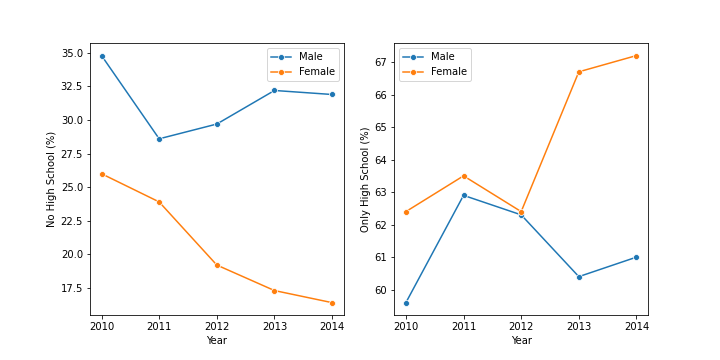 35.0
32.5
30.0
27.5
25.0
22.5
20.0
17.5
No High School (%)
Male
Female
2010 2011 2012 2013 2014
Year
67
66
65
64
63
62
61
60
Only High School (%)
Male
Female
2010 2011 2012 2013 2014
Year